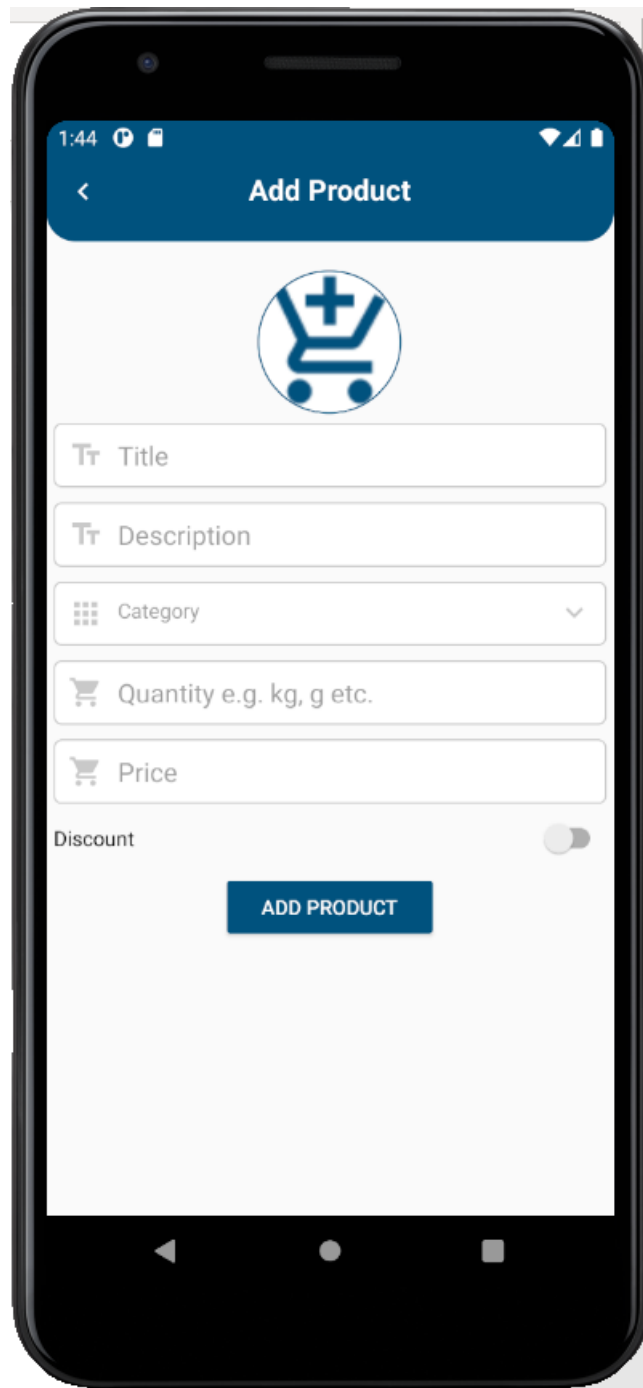 1:44
Add Product
Title
Description
Category
Quantity e.g. kg, g etc.
Price
Discount
ADD PRODUCT